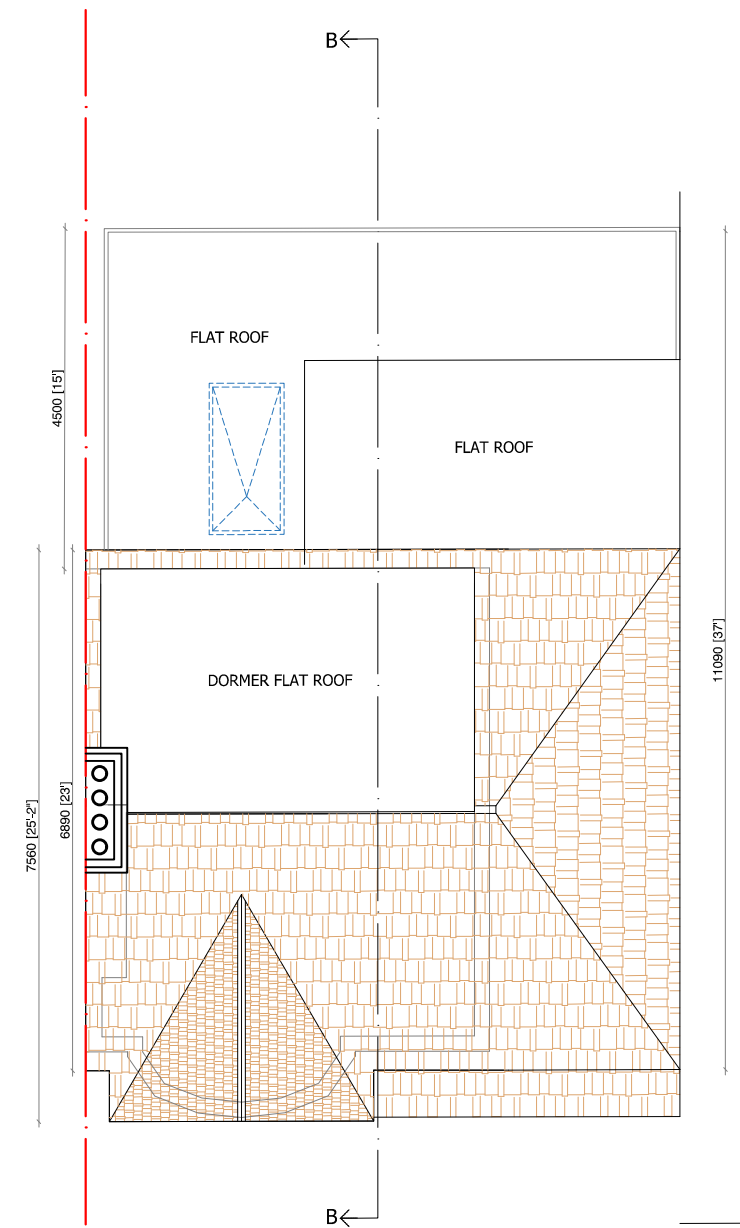 B
FLAT ROOF
4500 [15']
FLAT ROOF
11090 [37']
DORMER FLAT ROOF
6890 [23']
7560 [25'-2"]
B